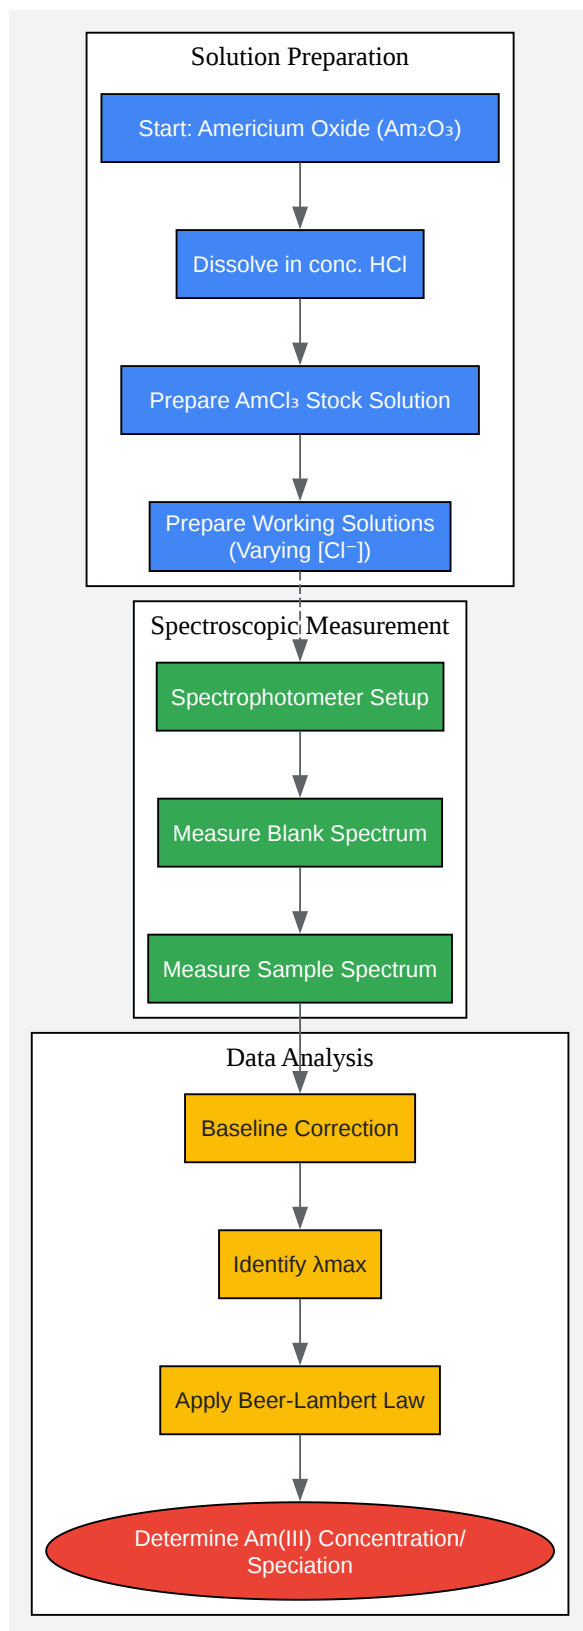 Solution Preparation
Start: Americium Oxide (Am₂O₃)
Dissolve in conc. HCl
Prepare AmCl₃ Stock Solution
Prepare Working Solutions
(Varying [Cl⁻])
Spectroscopic Measurement
Spectrophotometer Setup
Measure Blank Spectrum
Measure Sample Spectrum
Data Analysis
Baseline Correction
Identify λmax
Apply Beer-Lambert Law
Determine Am(III) Concentration/
Speciation